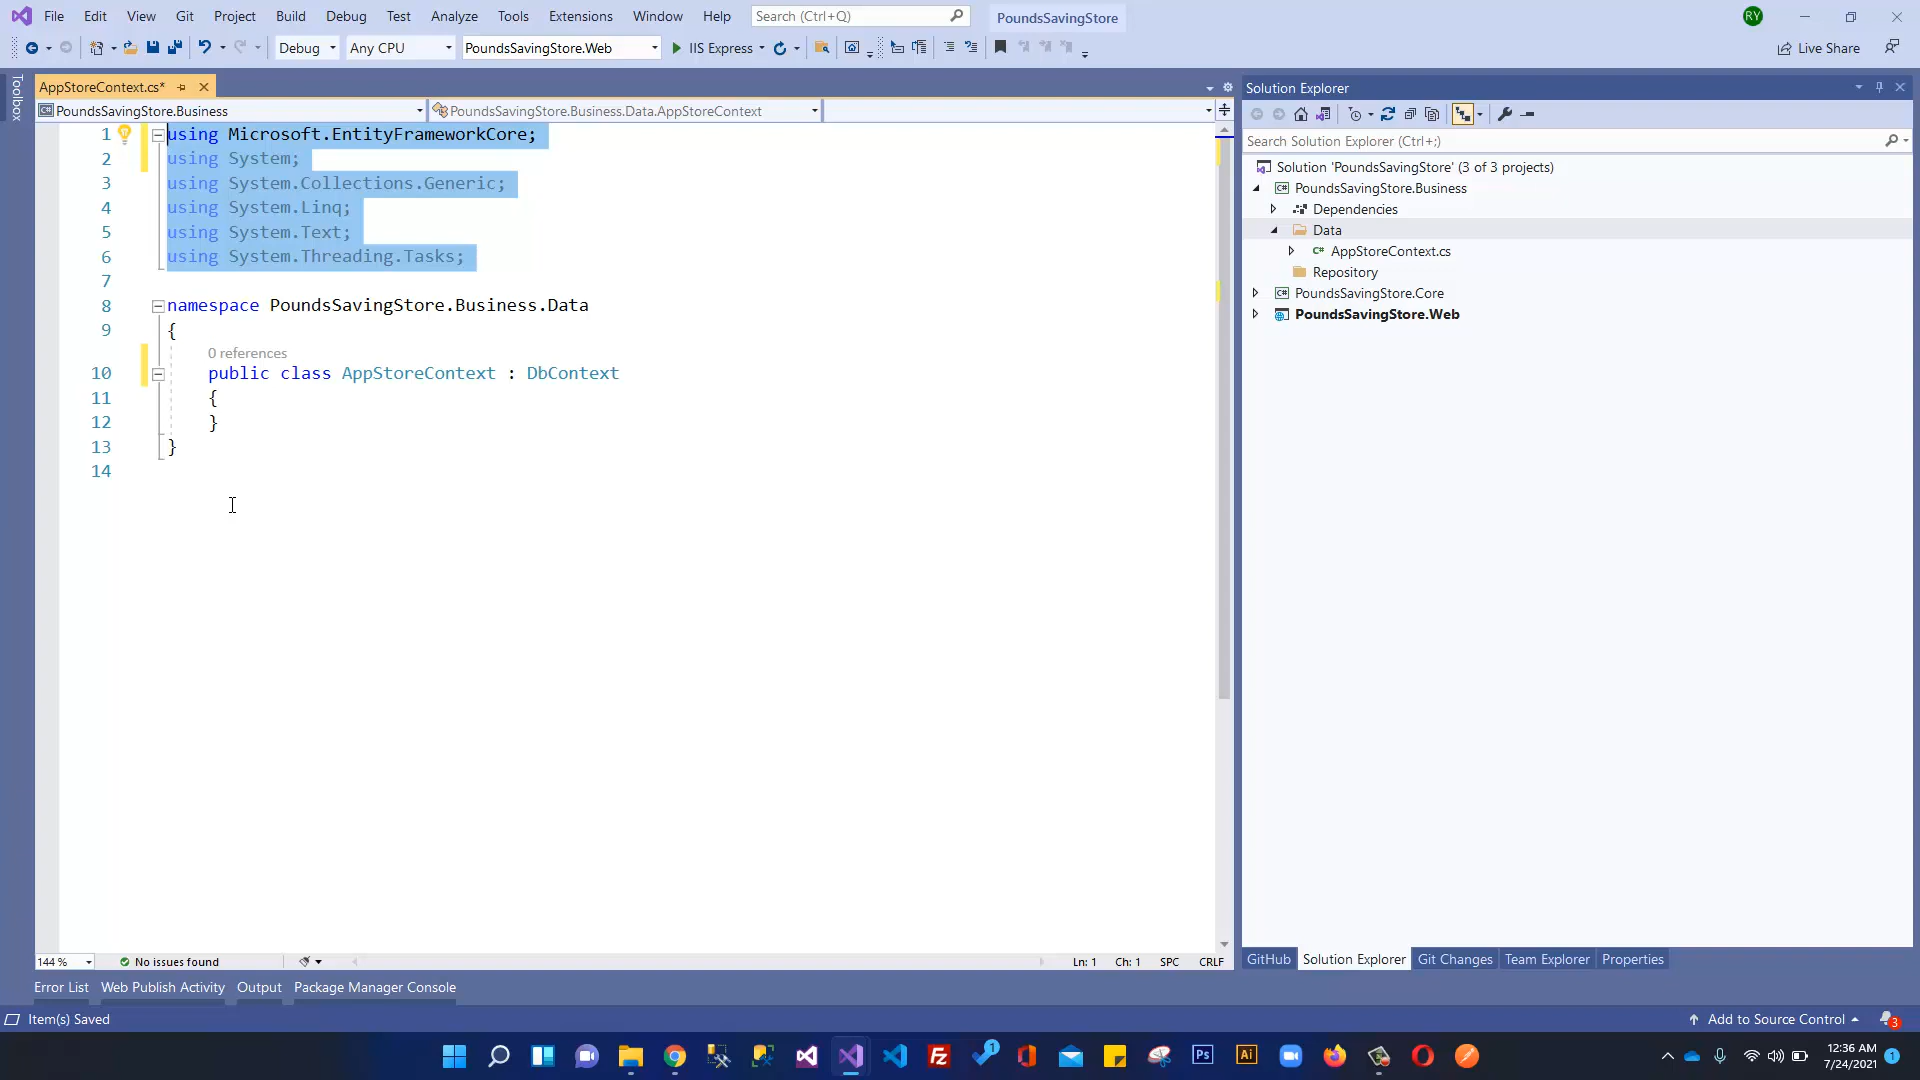 File Edit View Git Project Build Debug Test Analyze Tools Extensions Window Help Search (Ctrl+Q) PoundsSavingStore RY
Debug Any CPU PoundsSavingStore.Web IIS Express Live Share
Toolbox
AppStoreContext.cs*
PoundsSavingStore.Business PoundsSavingStore.Business.Data.AppStoreContext
1 using Microsoft.EntityFrameworkCore;
2 using System;
3 using System.Collections.Generic;
4 using System.Linq;
5 using System.Text;
6 using System.Threading.Tasks;
7
8 namespace PoundsSavingStore.Business.Data
9 {
0 references
10 public class AppStoreContext : DbContext
11 {
12 }
13 }
14
144 % No issues found Ln: 1 Ch: 1 SPC CRLF
Solution Explorer
Search Solution Explorer (Ctrl+;)
Solution 'PoundsSavingStore' (3 of 3 projects)
PoundsSavingStore.Business
Dependencies
Data
C# AppStoreContext.cs
Repository
C# PoundsSavingStore.Core
PoundsSavingStore.Web
GitHub Solution Explorer Git Changes Team Explorer Properties
Error List Web Publish Activity Output Package Manager Console
Item(s) Saved Add to Source Control 3
1 Fz Ps Ai
12:36 AM
7/24/2021 1